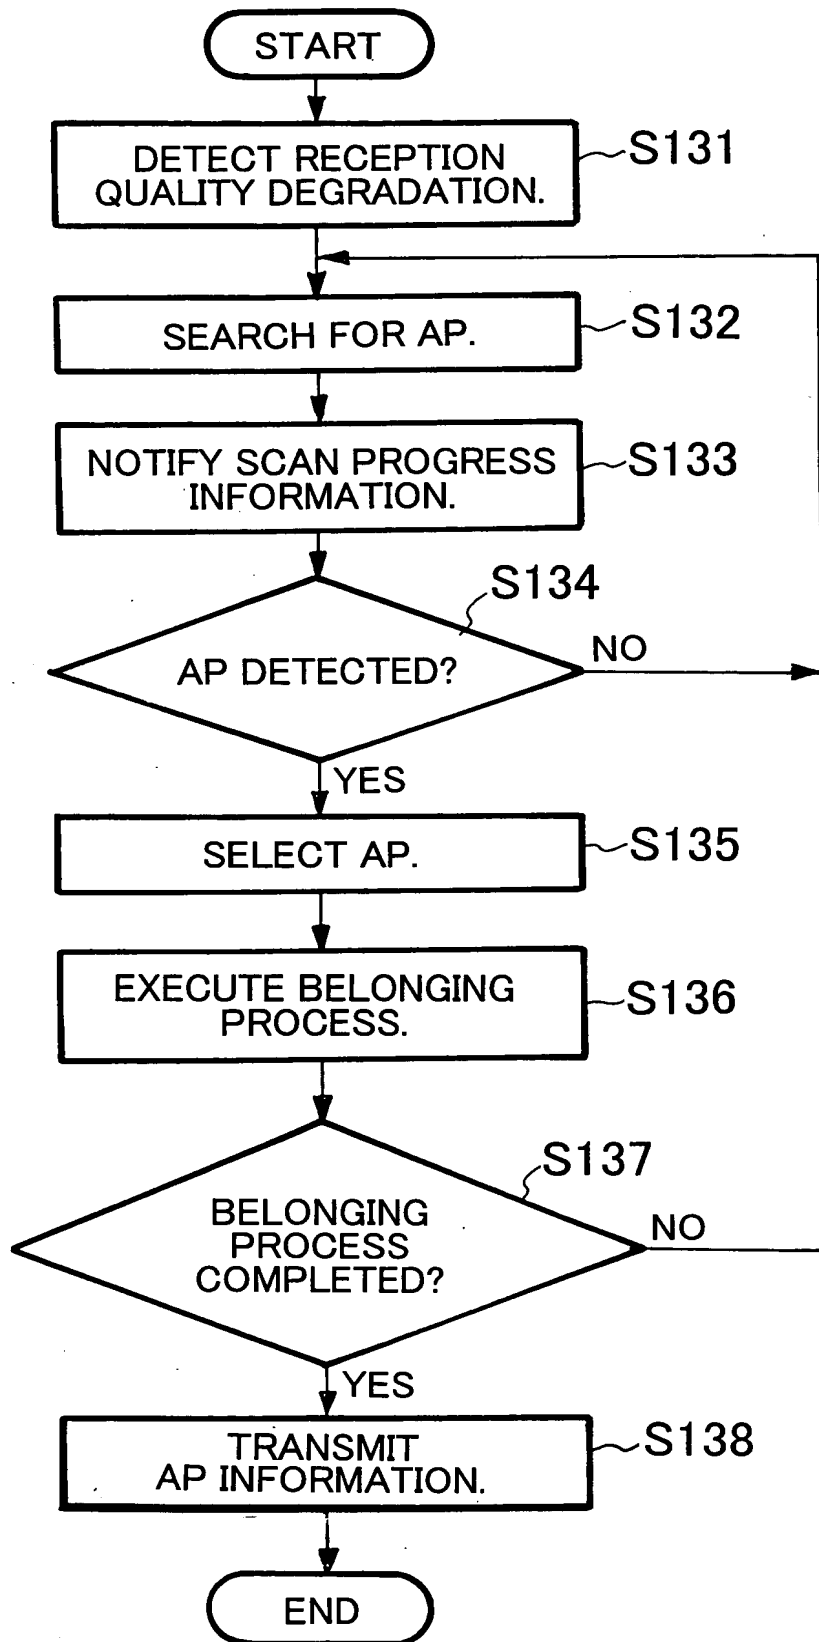 START
DETECT RECEPTION
QUALITY DEGRADATION.
S131
SEARCH FOR AP.
S132
NOTIFY SCAN PROGRESS
INFORMATION.
S133
S134
AP DETECTED?
NO
YES
SELECT AP.
S135
EXECUTE BELONGING
PROCESS.
S136
S137
BELONGING
PROCESS
COMPLETED?
NO
YES
TRANSMIT
AP INFORMATION.
S138
END